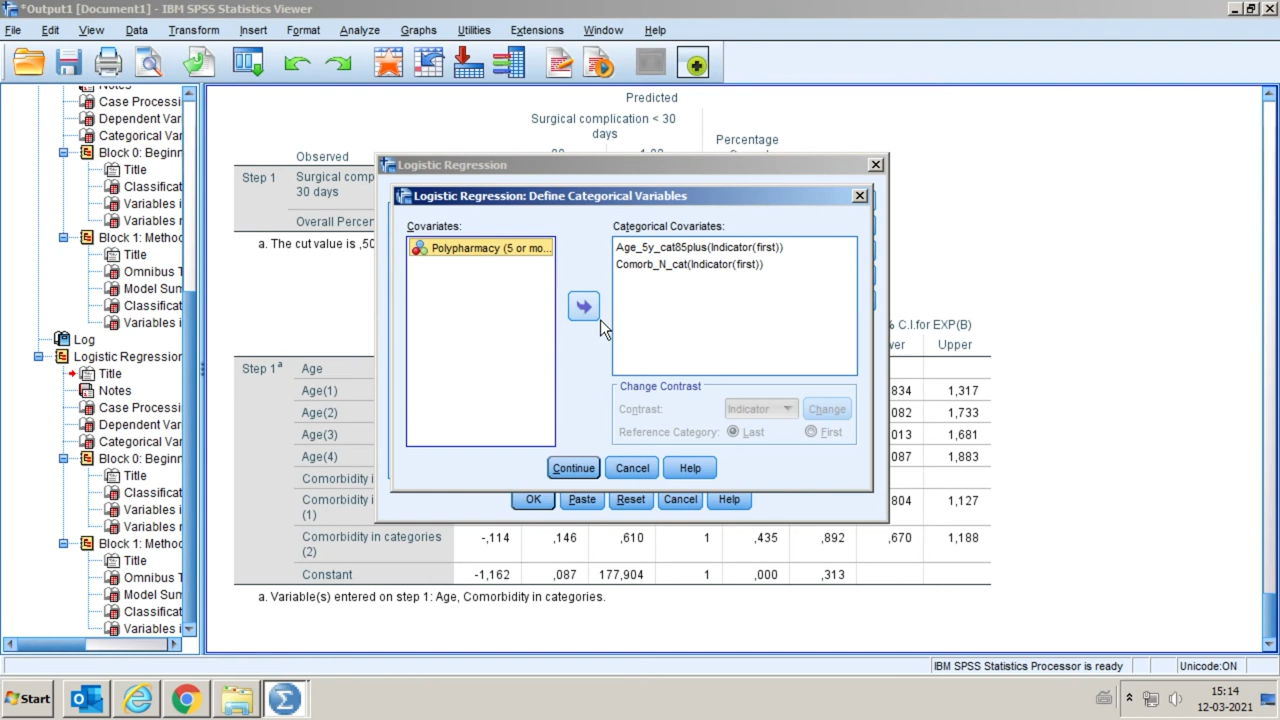 *Output1 [Document1] - IBM SPSS Statistics Viewer
File Edit View Data Transform Insert Format Analyze Graphs Utilities Extensions Window Help
Case Processi
Dependent Var
Categorical Var
Block 0: Beginn
Title
Classificat
Variables i
Variables r
Block 1: Methoc
Title
Omnibus T
Model Sum
Classificat
Variables i
Log
Logistic Regression
Title
Notes
Case Processi
Dependent Var
Categorical Var
Block 0: Beginn
Title
Classificat
Variables i
Variables r
Block 1: Methoc
Title
Omnibus T
Model Sum
Classificat
Variables i
Predicted
Surgical complication < 30
days
Percentage
Observed
Step 1 Surgical comp
30 days
Overall Percer
a. The cut value is ,50
Logistic Regression
Logistic Regression: Define Categorical Variables
Covariates:
Polypharmacy (5 or mo...
Categorical Covariates:
Age_5y_cat85plus(Indicator(first))
Comorb_N_cat(Indicator(first))
Change Contrast
Contrast: Indicator Change
Reference Category: Last First
Continue Cancel Help
OK Paste Reset Cancel Help
% C.I.for EXP(B)
wer Upper
Step 1a Age
Age(1) 834 1,317
Age(2) 082 1,733
Age(3) 013 1,681
Age(4) 087 1,883
Comorbidity i
Comorbidity i
(1) 804 1,127
Comorbidity in categories
(2) -,114 ,146 ,610 1 ,435 ,892 ,670 1,188
Constant -1,162 ,087 177,904 1 ,000 ,313
a. Variable(s) entered on step 1: Age, Comorbidity in categories.
IBM SPSS Statistics Processor is ready Unicode:ON
Start
15:14
12-03-2021